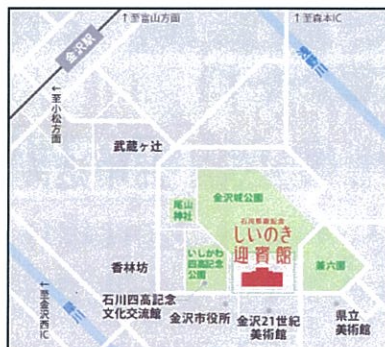 ↑至富山方面
↑至森本IC
金沢駅
浅野川
←至小松方面
武蔵ヶ辻
金沢城公園
尾山
神社
石川県政記念
しいのき
迎賓館
いしかわ
四高記念
公園
兼六園
香林坊
←至金沢西IC
犀川
石川四高記念
文化交流館
金沢市役所
金沢21世紀
美術館
県立
美術館